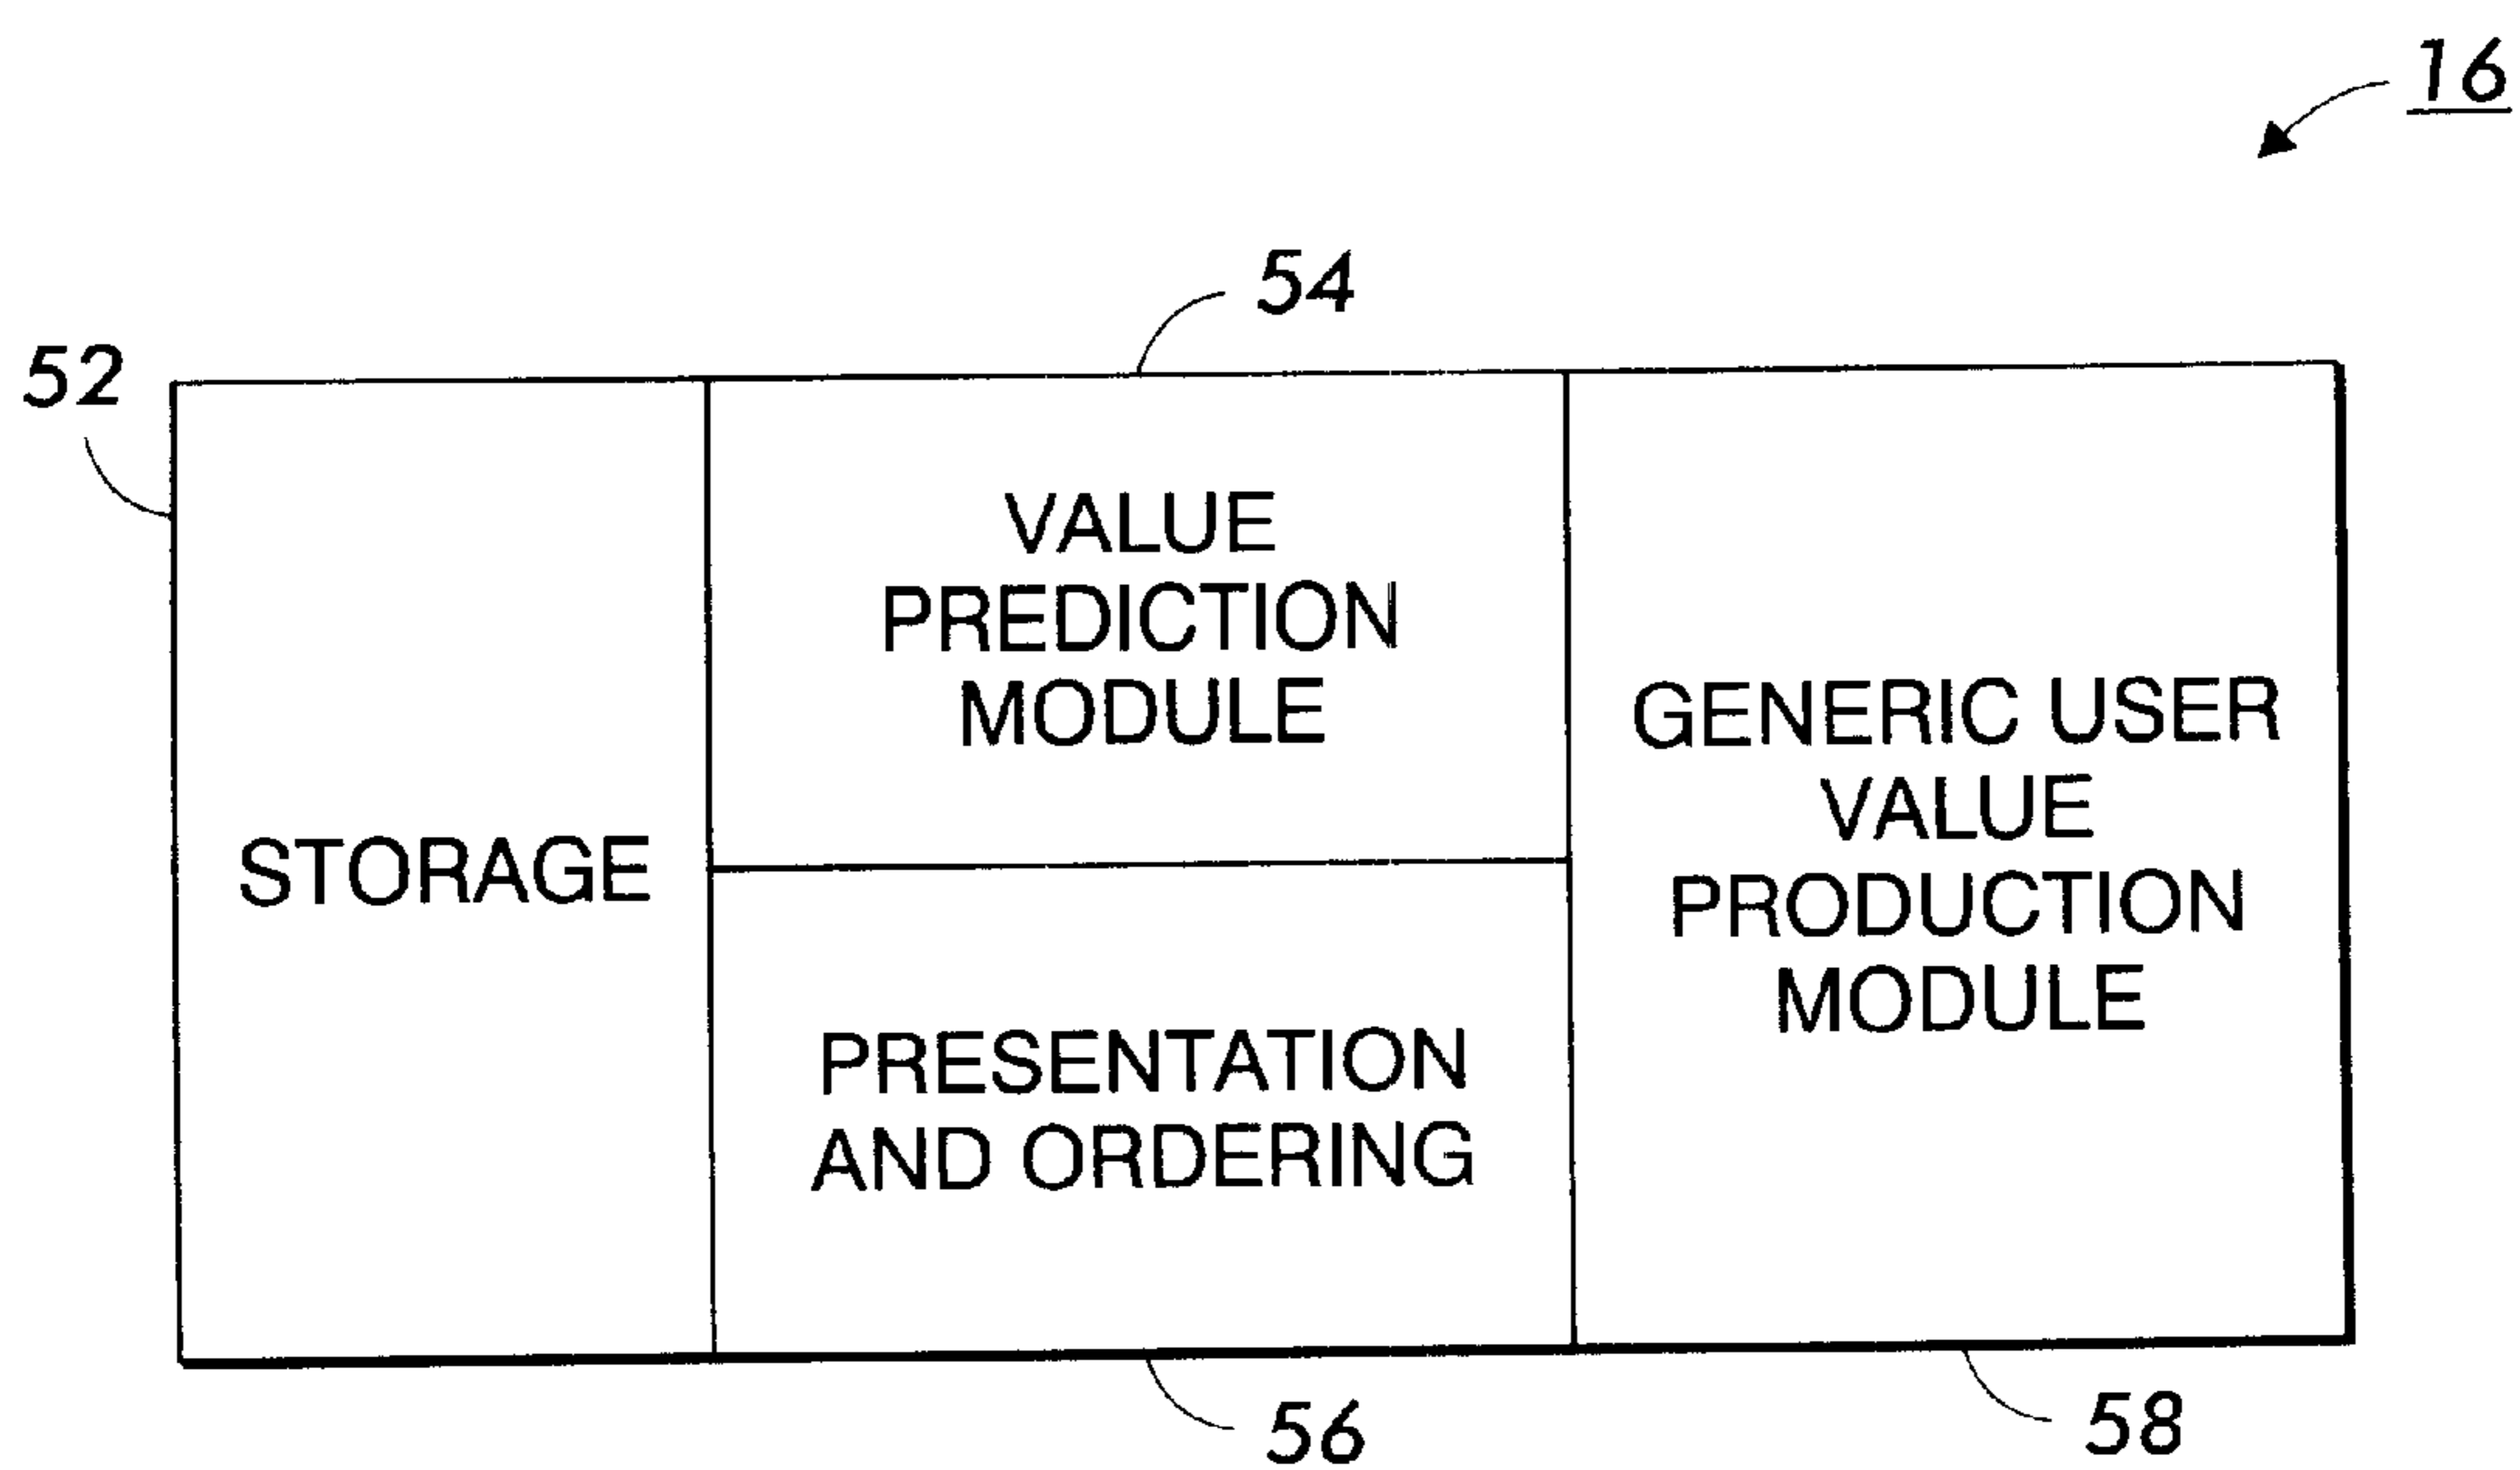 16
54
52
VALUE
PREDICTION
MODULE
STORAGE
GENERIC USER
VALUE
PRODUCTION
MODULE
PRESENTATION
AND ORDERING
56
58